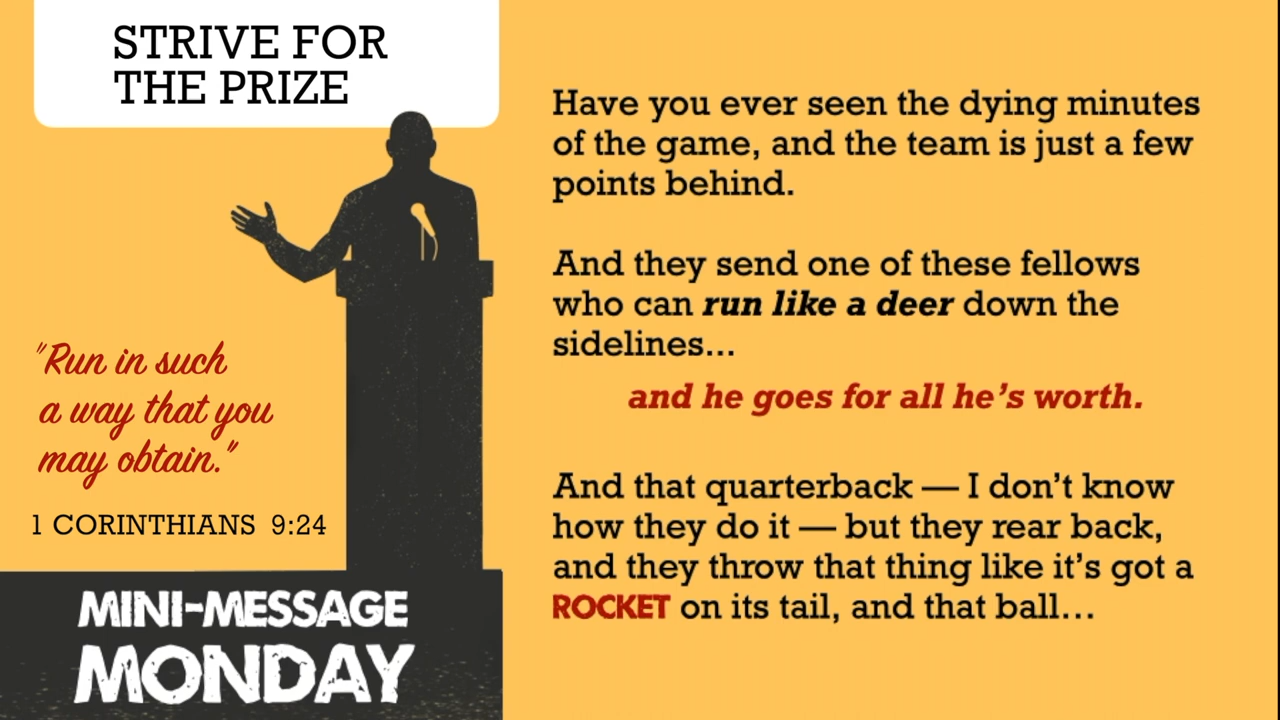 STRIVE FOR
THE PRIZE
"Run in such
a way that you
may obtain."
1 CORINTHIANS 9:24
MINI-MESSAGE
MONDAY
Have you ever seen the dying minutes
of the game, and the team is just a few
points behind.
And they send one of these fellows
who can run like a deer down the
sidelines...
and he goes for all he's worth.
And that quarterback — I don't know
how they do it — but they rear back,
and they throw that thing like it's got a
ROCKET on its tail, and that ball...